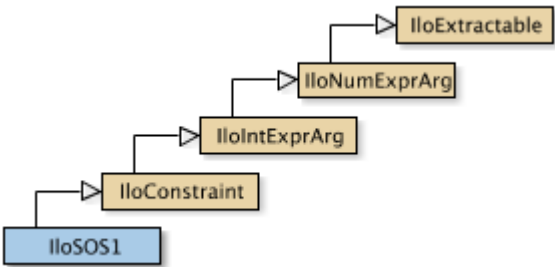 IloExtractable
IloNumExprArg
IloIntExprArg
IloConstraint
IloSOS1